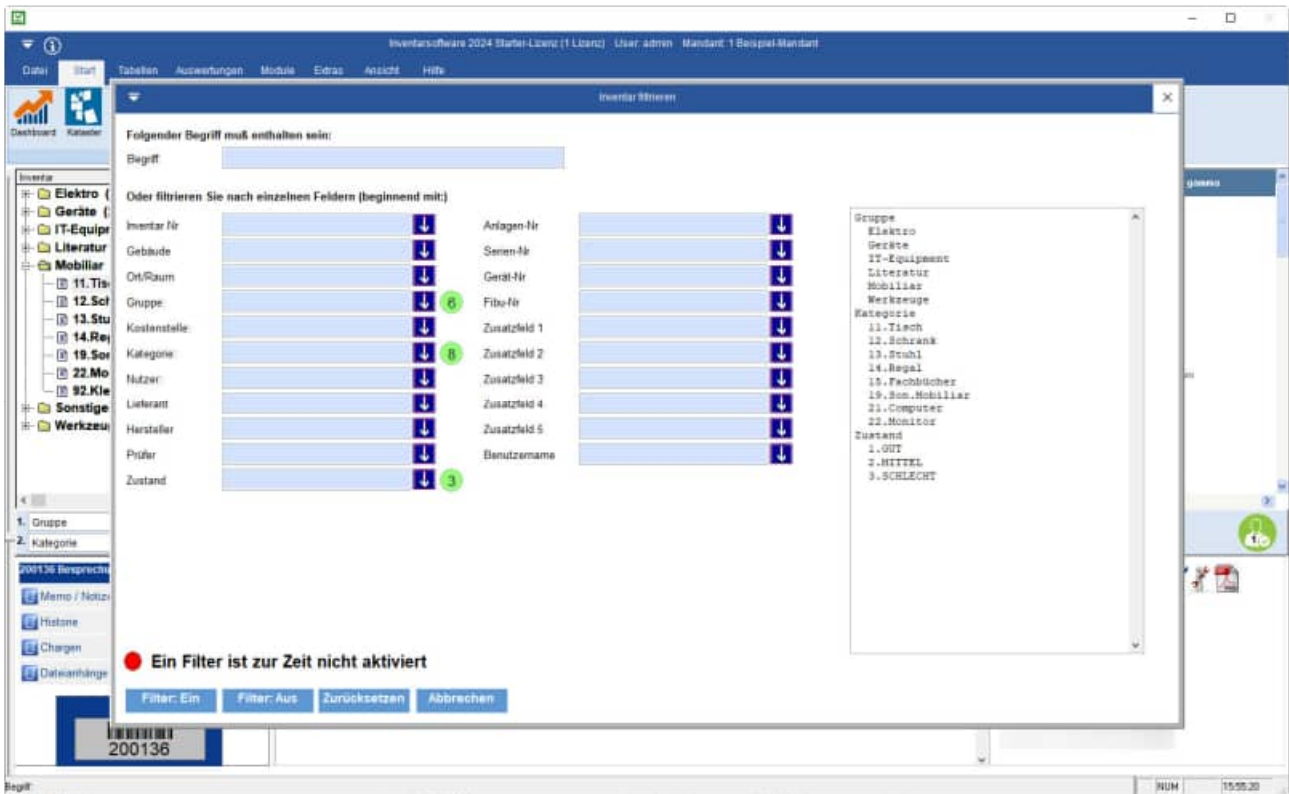 Inventarsoftware 2024 Starter-Lizenz (1 Lizenz) User: admin Mandant: 1 Beispiel-Mandant
Datei Start Tabellen Auswertungen Module Extras Ansicht Hilfe
Dashboard Kataster
Inventar filtrieren
Folgender Begriff muß enthalten sein:
Begriff:
Oder filtrieren Sie nach einzelnen Feldern (beginnend mit:)
Inventar Nr
Gebäude
Ort/Raum
Gruppe: 6
Kostenstelle:
Kategorie: 8
Nutzer:
Lieferant
Hersteller
Prüfer
Zustand 3
Anlagen-Nr
Serien-Nr
Gerät-Nr
Fibu-Nr
Zusatzfeld 1
Zusatzfeld 2
Zusatzfeld 3
Zusatzfeld 4
Zusatzfeld 5
Benutzername
Gruppe
Elektro
Geräte
IT-Equipment
Literatur
Mobiliar
Werkzeuge
Kategorie
11.Tisch
12.Schrank
13.Stuhl
14.Regal
15.Fachbücher
19.Son.Mobiliar
21.Computer
22.Monitor
Zustand
1.GUT
2.MITTEL
3.SCHLECHT
Ein Filter ist zur Zeit nicht aktiviert
Filter: Ein Filter: Aus Zurücksetzen Abbrechen
Inventar
Elektro (
Geräte (
IT-Equip
Literatur
Mobiliar
11.Tis
12.Sch
13.Stu
14.Reg
19.Son
22.Mo
92.Kle
Sonstige
Werkzeu
1. Gruppe
2. Kategorie
200136 Besprechu
Memo / Notiz
Historie
Chargen
Dateianhänge
200136
Begriff:
NUM 15:55:20